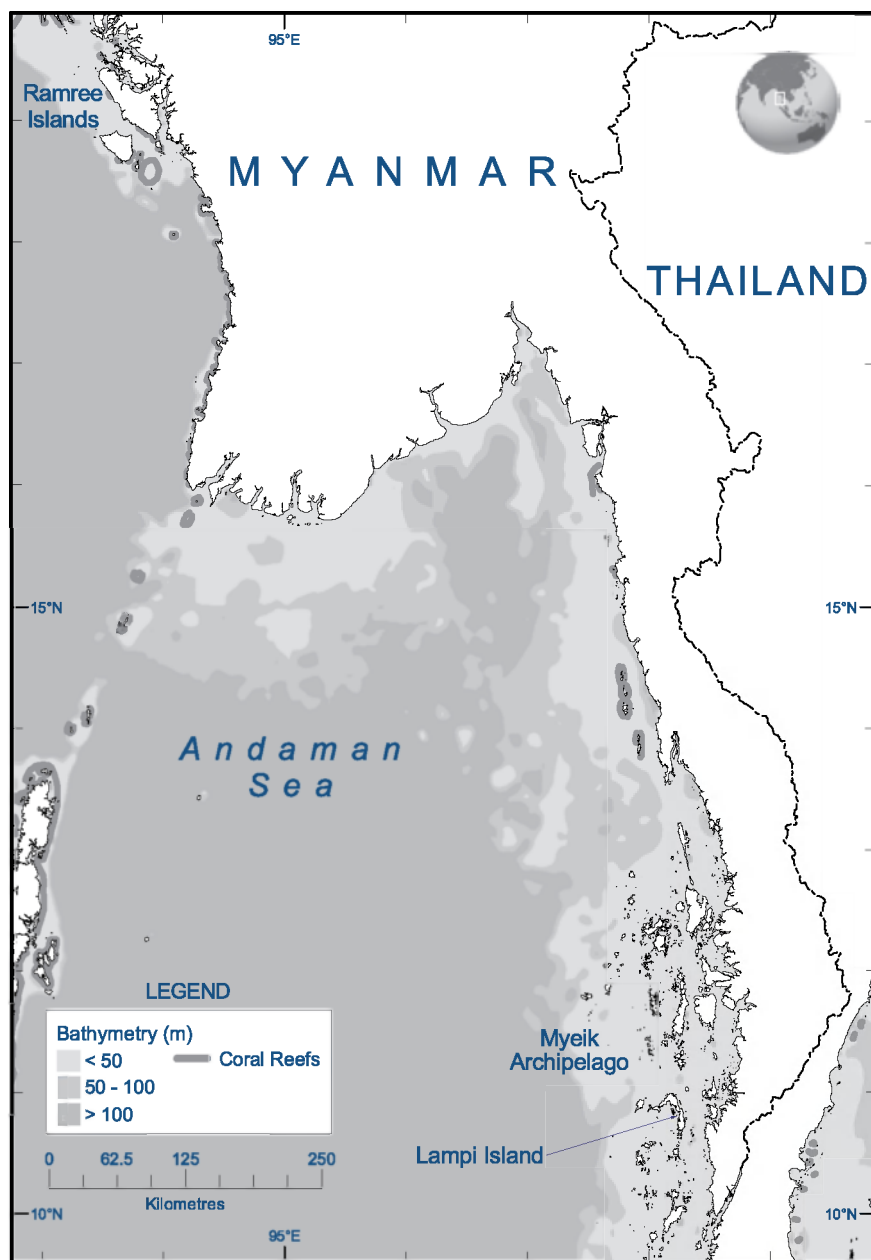 95°E
Ramree
Islands
MYANMAR
THAILAND
15°N
15°N
Andaman
Sea
LEGEND
Bathymetry (m)
< 50
Coral Reefs
50 - 100
> 100
Myeik
Archipelago
Lampi Island
0 62.5 125 250
Kilometres
10°N
95°E
10°N